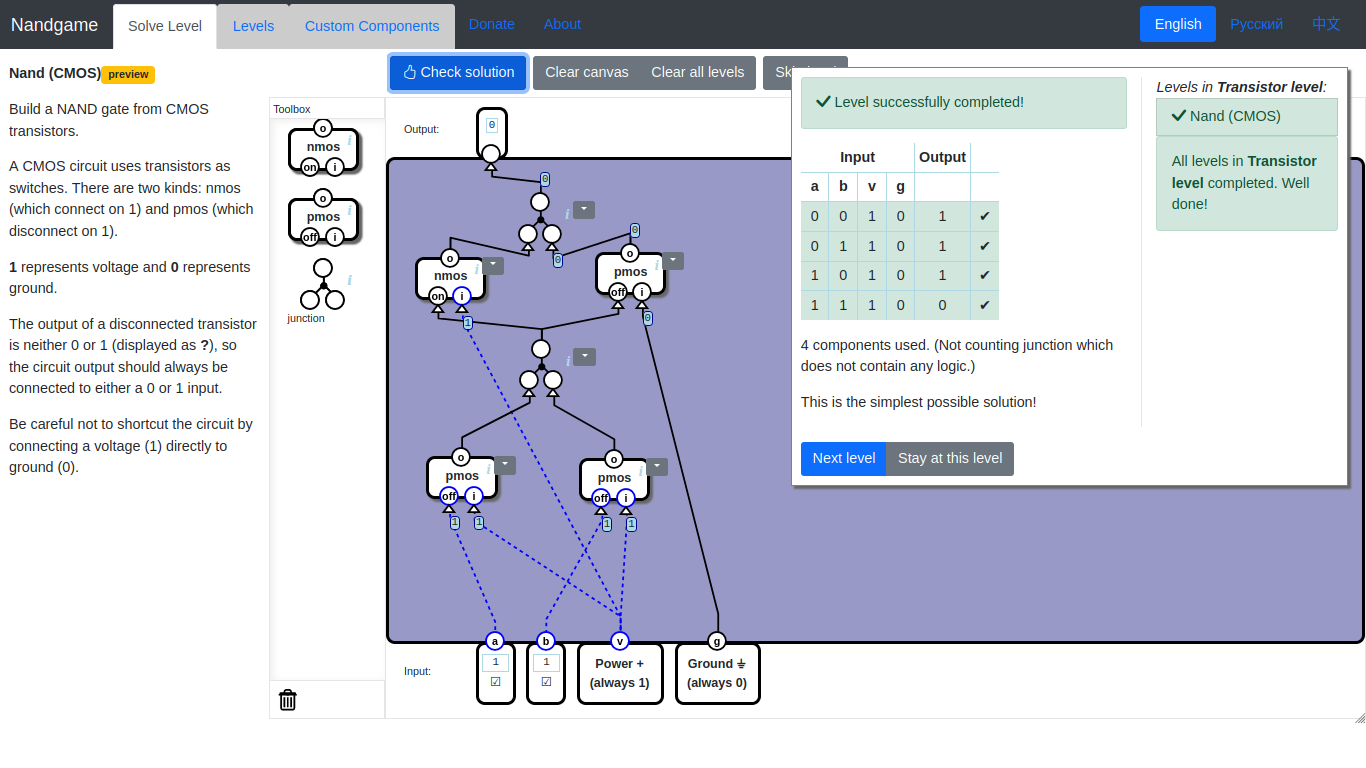 Nandgame
Solve Level
Levels
Custom Components
Donate
About
English
Русский
中文
Nand (CMOS) preview
Build a NAND gate from CMOS
transistors.
A CMOS circuit uses transistors as
switches. There are two kinds: nmos
(which connect on 1) and pmos (which
disconnect on 1).
1 represents voltage and 0 represents
ground.
The output of a disconnected transistor
is neither 0 or 1 (displayed as ?), so
the circuit output should always be
connected to either a 0 or 1 input.
Be careful not to shortcut the circuit by
connecting a voltage (1) directly to
ground (0).
Check solution
Clear canvas
Clear all levels
Toolbox
o
nmos
i
on i
o
pmos
i
off i
i
junction
Output:
0
0
i
0
0
o
nmos
i
on i
o
pmos
i
off i
1
0
i
o
pmos
i
off i
o
pmos
i
off i
1 1
1 1
a b v g
Input:
1
☑
1
☑
Power +
(always 1)
Ground ⏚
(always 0)
✔ Level successfully completed!
Input Output
a b v g
0 0 1 0 1 ✔
0 1 1 0 1 ✔
1 0 1 0 1 ✔
1 1 1 0 0 ✔
4 components used. (Not counting junction which
does not contain any logic.)
This is the simplest possible solution!
Next level
Stay at this level
Levels in Transistor level:
✔ Nand (CMOS)
All levels in Transistor
level completed. Well
done!